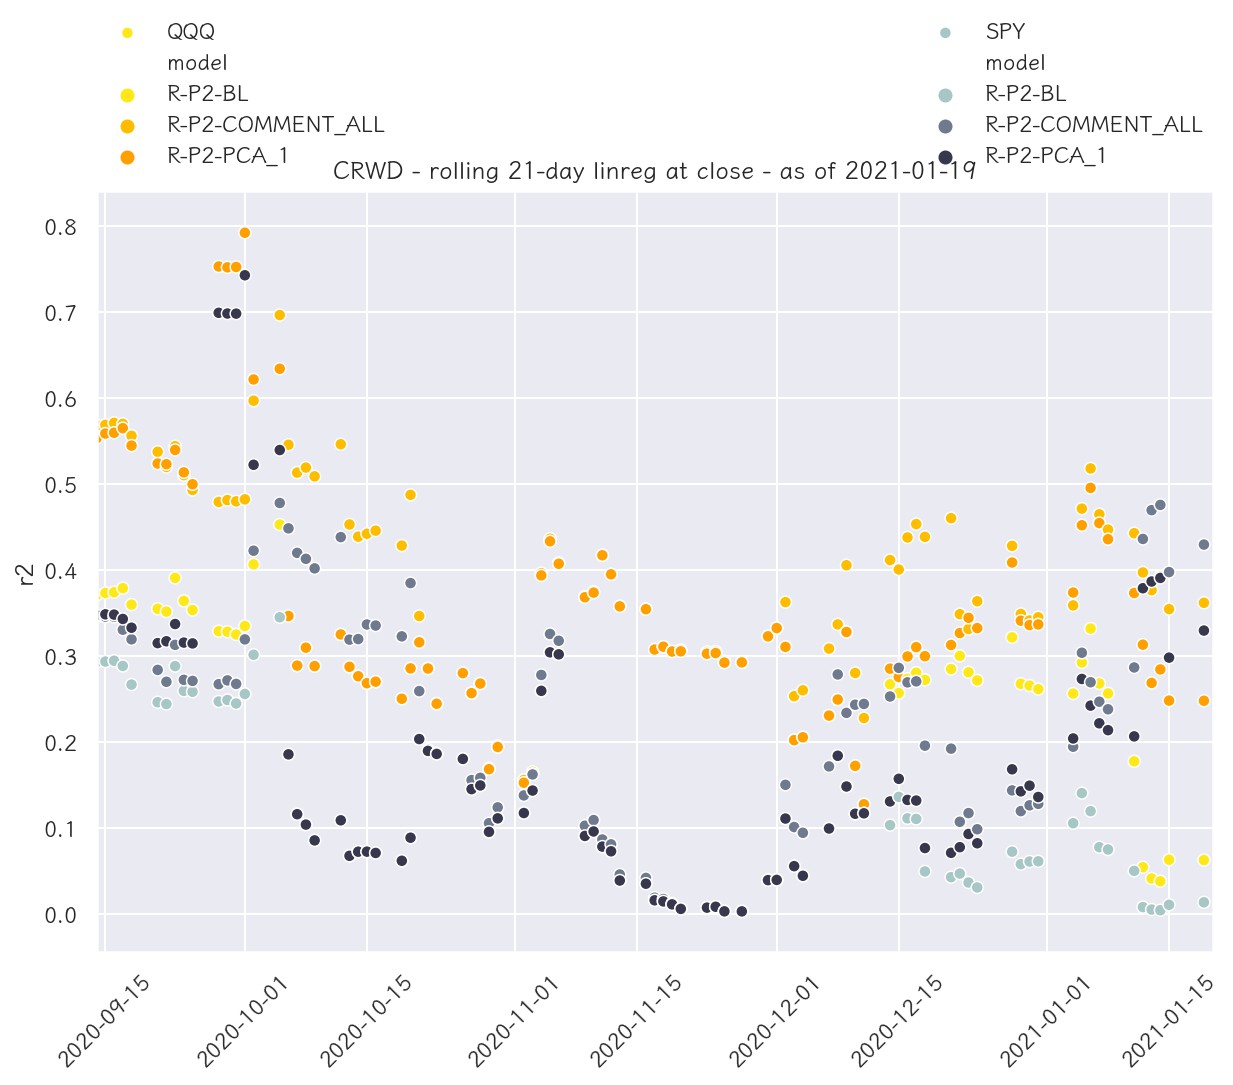 QQQ
model
R-P2-BL
R-P2-COMMENT_ALL
R-P2-PCA_1
SPY
model
R-P2-BL
R-P2-COMMENT_ALL
R-P2-PCA_1
CRWD - rolling 21-day linreg at close - as of 2021-01-19
0.8
0.7
0.6
0.5
0.4
0.3
0.2
0.1
0.0
r2
2020-09-15
2020-10-01
2020-10-15
2020-11-01
2020-11-15
2020-12-01
2020-12-15
2021-01-01
2021-01-15